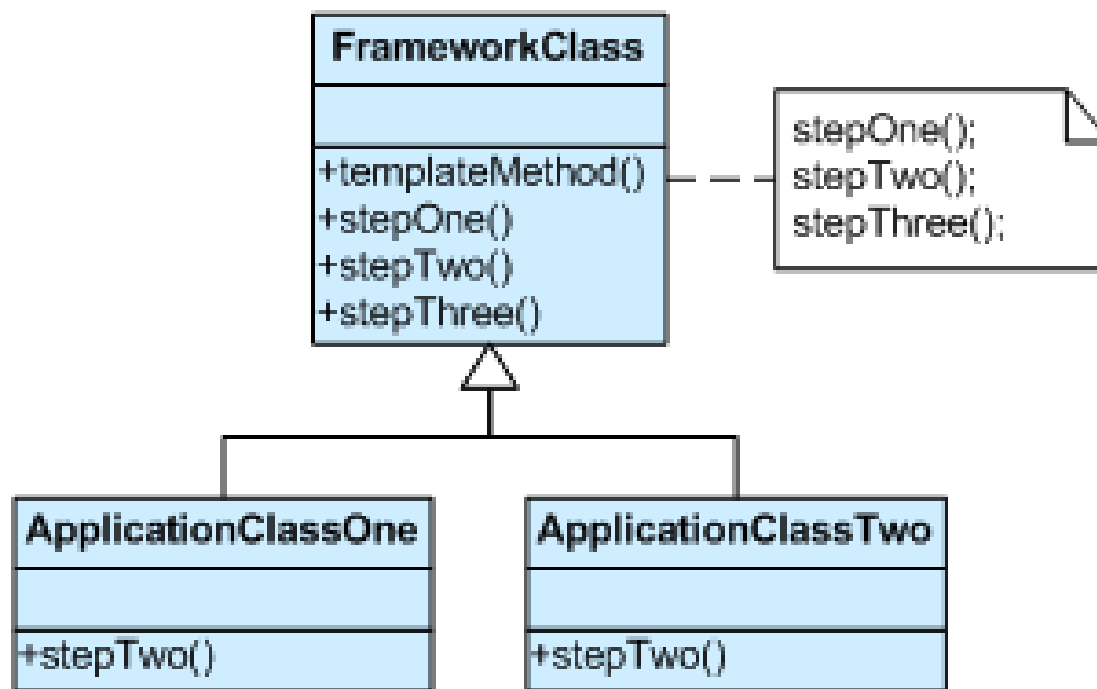 FrameworkClass
+templateMethod()
+stepOne()
+stepTwo()
+stepThree()
stepOne();
stepTwo();
stepThree();
ApplicationClassOne
+stepTwo()
ApplicationClassTwo
+stepTwo()